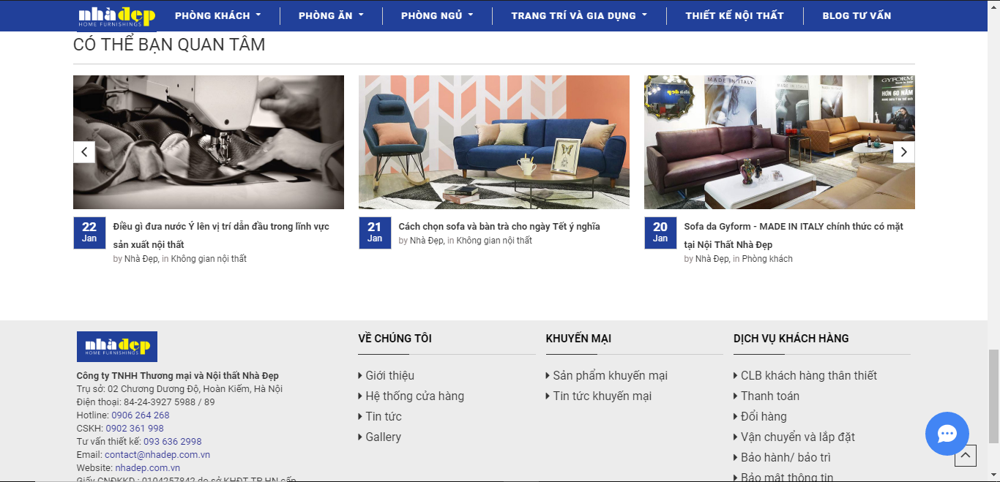 nhàđẹp
HOME FURNISHINGS
PHÒNG KHÁCH
PHÒNG ĂN
PHÒNG NGỦ
TRANG TRÍ VÀ GIA DỤNG
THIẾT KẾ NỘI THẤT
BLOG TƯ VẤN
CÓ THỂ BẠN QUAN TÂM
MADE IN ITALY
GYFORM
HƠN 60 NĂM
22
Jan
Điều gì đưa nước Ý lên vị trí dẫn đầu trong lĩnh vực
sản xuất nội thất
by Nhà Đẹp, in Không gian nội thất
21
Jan
Cách chọn sofa và bàn trà cho ngày Tết ý nghĩa
by Nhà Đẹp, in Không gian nội thất
20
Jan
Sofa da Gyform - MADE IN ITALY chính thức có mặt
tại Nội Thất Nhà Đẹp
by Nhà Đẹp, in Phòng khách
nhàđẹp
HOME FURNISHINGS
Công ty TNHH Thương mại và Nội thất Nhà Đẹp
Trụ sở: 02 Chương Dương Độ, Hoàn Kiếm, Hà Nội
Điện thoại: 84-24-3927 5988 / 89
Hotline: 0906 264 268
CSKH: 0902 361 998
Tư vấn thiết kế: 093 636 2998
Email: contact@nhadep.com.vn
Website: nhadep.com.vn
Giấy CNĐKKD : 0104257842 do sở KHĐT TP HN cấp
VỀ CHÚNG TÔI
Giới thiệu
Hệ thống cửa hàng
Tin tức
Gallery
KHUYẾN MẠI
Sản phẩm khuyến mại
Tin tức khuyến mại
DỊCH VỤ KHÁCH HÀNG
CLB khách hàng thân thiết
Thanh toán
Đổi hàng
Vận chuyển và lắp đặt
Bảo hành/ bảo trì
Bảo mật thông tin